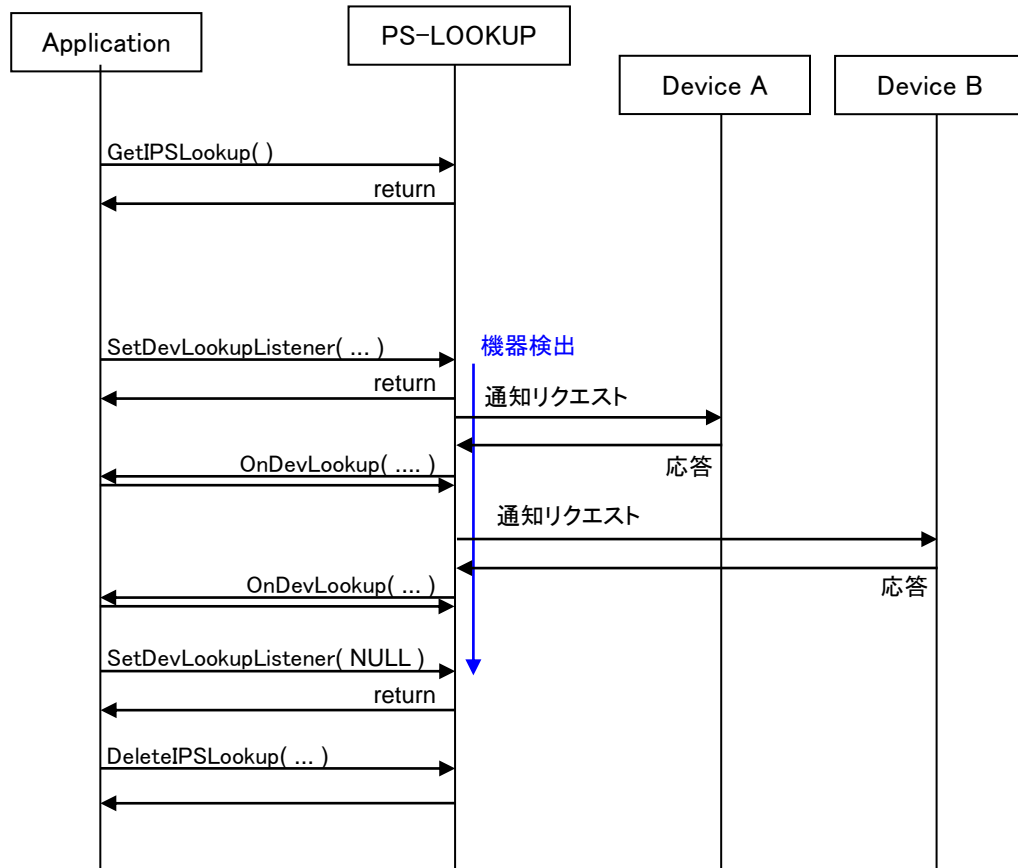 Application
PS-LOOKUP
Device A
Device B
GetIPSLookup( )
return
SetDevLookupListener( ... )
機器検出
return
通知リクエスト
OnDevLookup( .... )
応答
通知リクエスト
OnDevLookup( ... )
応答
SetDevLookupListener( NULL )
return
DeleteIPSLookup( ... )